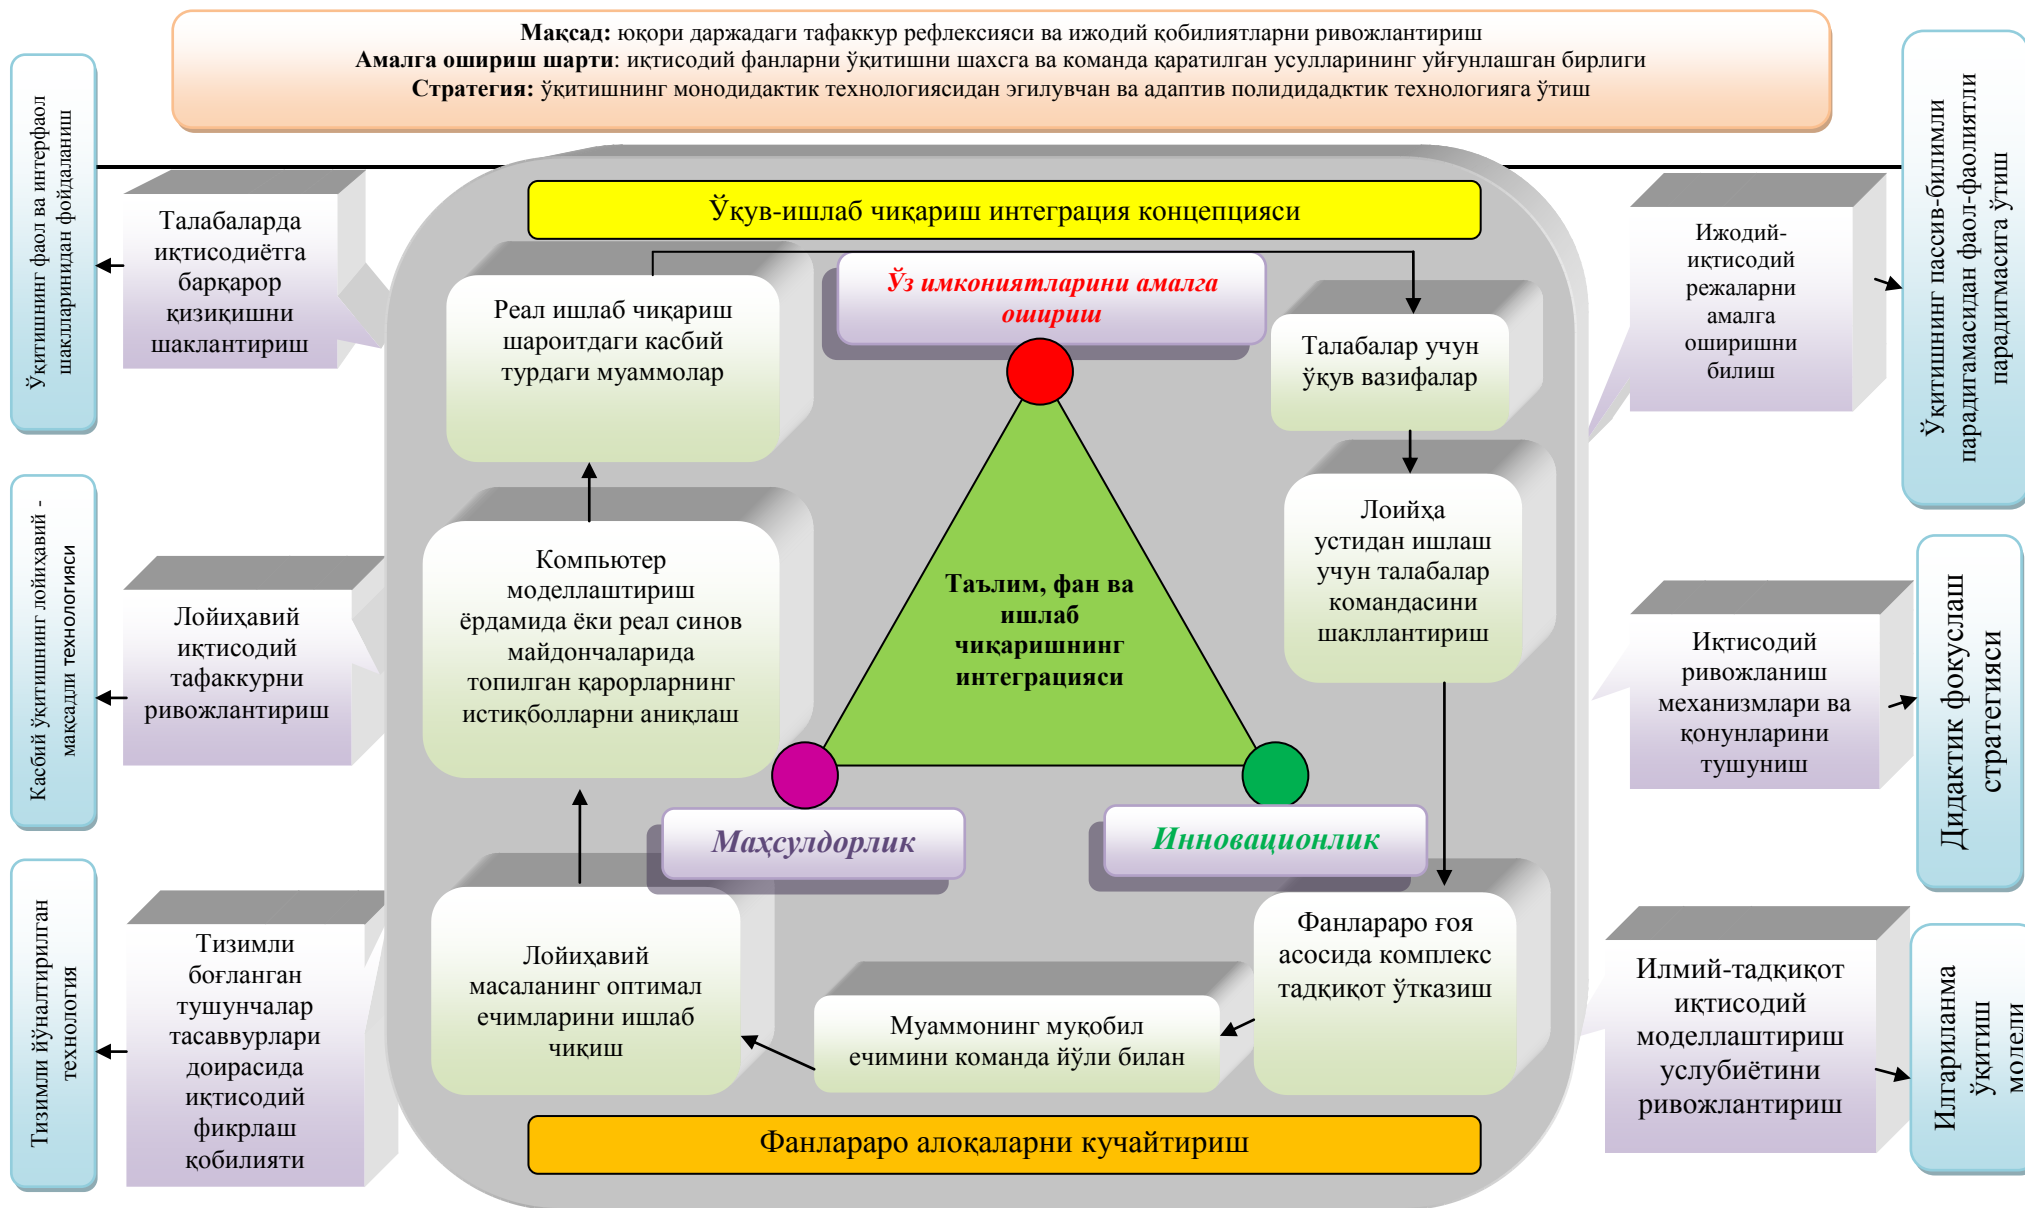 Мақсад: юқори даржадаги тафаккур рефлексияси ва ижодий қобилиятларни ривожлантириш
Амалга ошириш шарти: иқтисодий фанларни ўқитишни шахсга ва команда қаратилган усулларининг уйғунлашган бирлиги
Стратегия: ўқитишнинг монодидактик технологиясидан эгилувчан ва адаптив полидидадктик технологияга ўтиш
Ўқитишнинг фаол ва интерфаол
шаклларинидан фойдаланиш
Касбий ўқитишнинг лойиҳавий -
мақсадли технологияси
Тизимли йўналтирилган
технология
Талабаларда
иқтисодиётга
барқарор
қизиқишни
шаклантириш
Лойиҳавий
иқтисодий
тафаккурни
ривожлантириш
Тизимли
боғланган
тушунчалар
тасаввурлари
доирасида
иқтисодий
фикрлаш
қобилияти
Ўқув-ишлаб чиқариш интеграция концепцияси
Реал ишлаб чиқариш
шароитдаги касбий
турдаги муаммолар
Ўз имкониятларини амалга
ошириш
Талабалар учун
ўқув вазифалар
Компьютер
моделлаштириш
ёрдамида ёки реал синов
майдончаларида
топилган қарорларнинг
истиқболларни аниқлаш
Таълим, фан ва
ишлаб
чиқаришнинг
интеграцияси
Лоийҳа
устидан ишлаш
учун талабалар
командасини
шакллантириш
Маҳсулдорлик
Инновационлик
Лойиҳавий
масаланинг оптимал
ечимларини ишлаб
чиқиш
Муаммонинг муқобил
ечимини команда йўли билан
Фанлараро ғоя
асосида комплекс
тадқиқот ўтказиш
Фанлараро алоқаларни кучайтириш
Ижодий-
иқтисодий
режаларни
амалга
оширишни
билиш
Иқтисодий
ривожланиш
механизмлари ва
қонунларини
тушуниш
Илмий-тадқиқот
иқтисодий
моделлаштириш
услубиётини
ривожлантириш
Ўқитишнинг пассив-билимли
парадигамасидан фаол-фаолиятли
парадигмасига ўтиш
Дидактик фокуслаш
стратегияси
Илгариланма
ўқитиш
модели